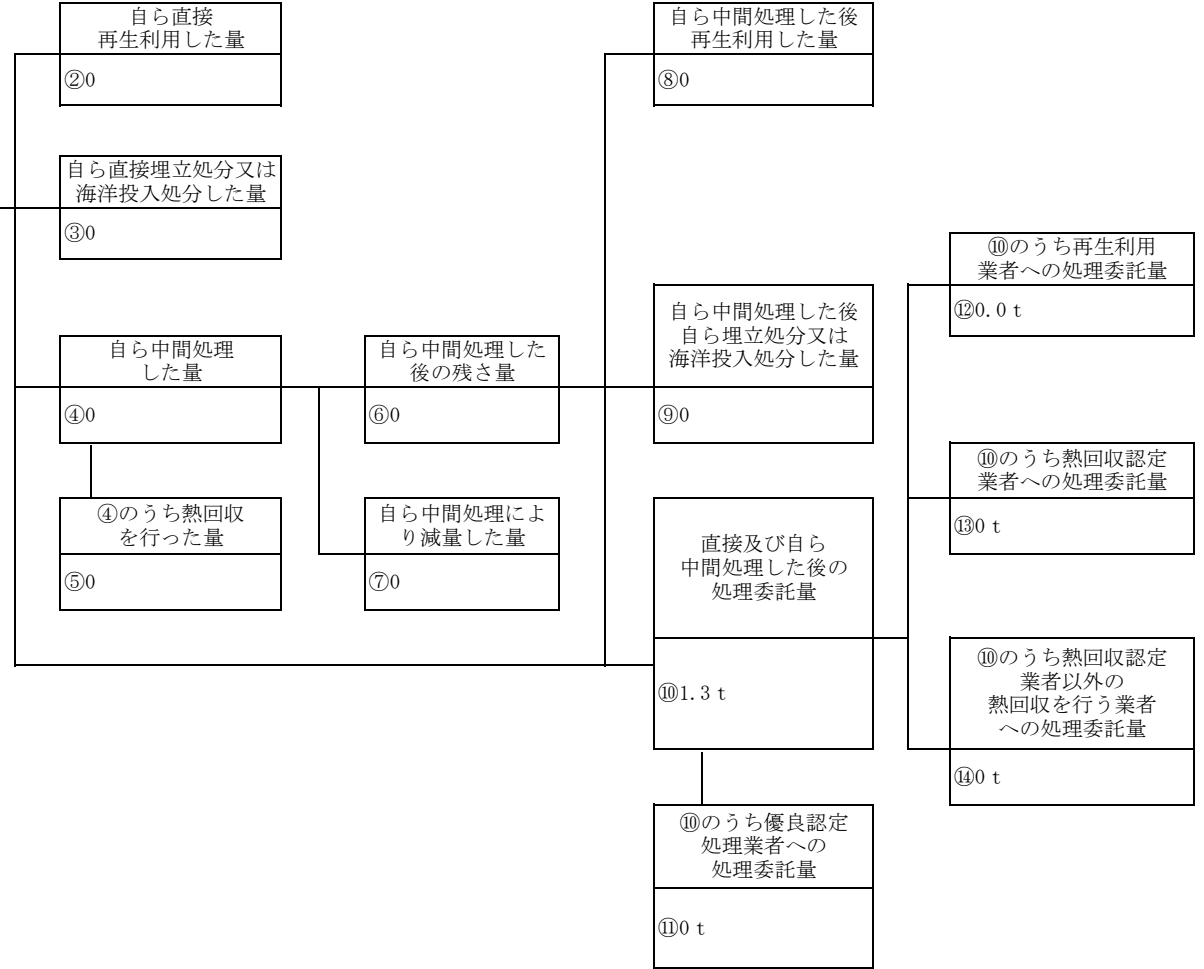 自ら直接
再生利用した量
②0
自ら直接埋立処分又は
海洋投入処分した量
③0
自ら中間処理
した量
④0
④のうち熱回収
を行った量
⑤0
自ら中間処理した
後の残さ量
⑥0
自ら中間処理によ
り減量した量
⑦0
自ら中間処理した後
再生利用した量
⑧0
自ら中間処理した後
自ら埋立処分又は
海洋投入処分した量
⑨0
直接及び自ら
中間処理した後の
処理委託量
⑩1.3 t
⑩のうち優良認定
処理業者への
処理委託量
⑪0 t
⑩のうち再生利用
業者への処理委託量
⑫0.0 t
⑩のうち熱回収認定
業者への処理委託量
⑬0 t
⑩のうち熱回収認定
業者以外の
熱回収を行う業者
への処理委託量
⑭0 t